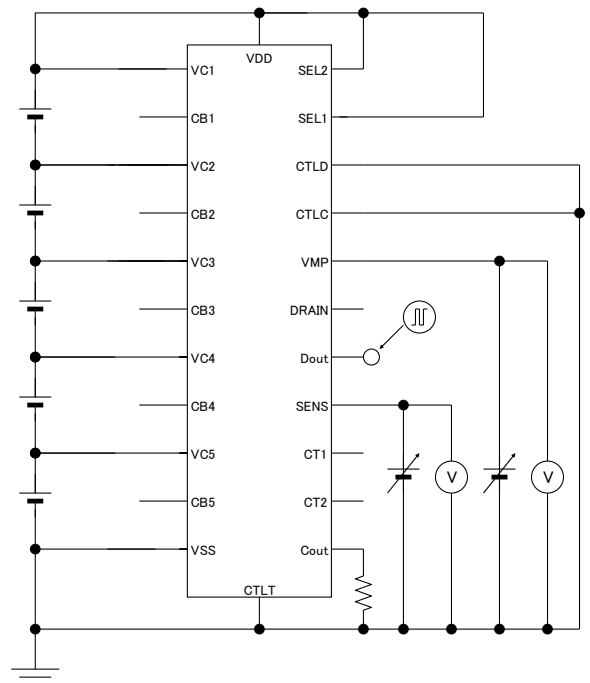 VDD
VC1
SEL2
CB1
SEL1
VC2
CTLD
CB2
CTLC
VC3
VMP
CB3
DRAIN
VC4
Dout
CB4
SENS
VC5
CT1
V
V
CB5
CT2
VSS
Cout
CTLT